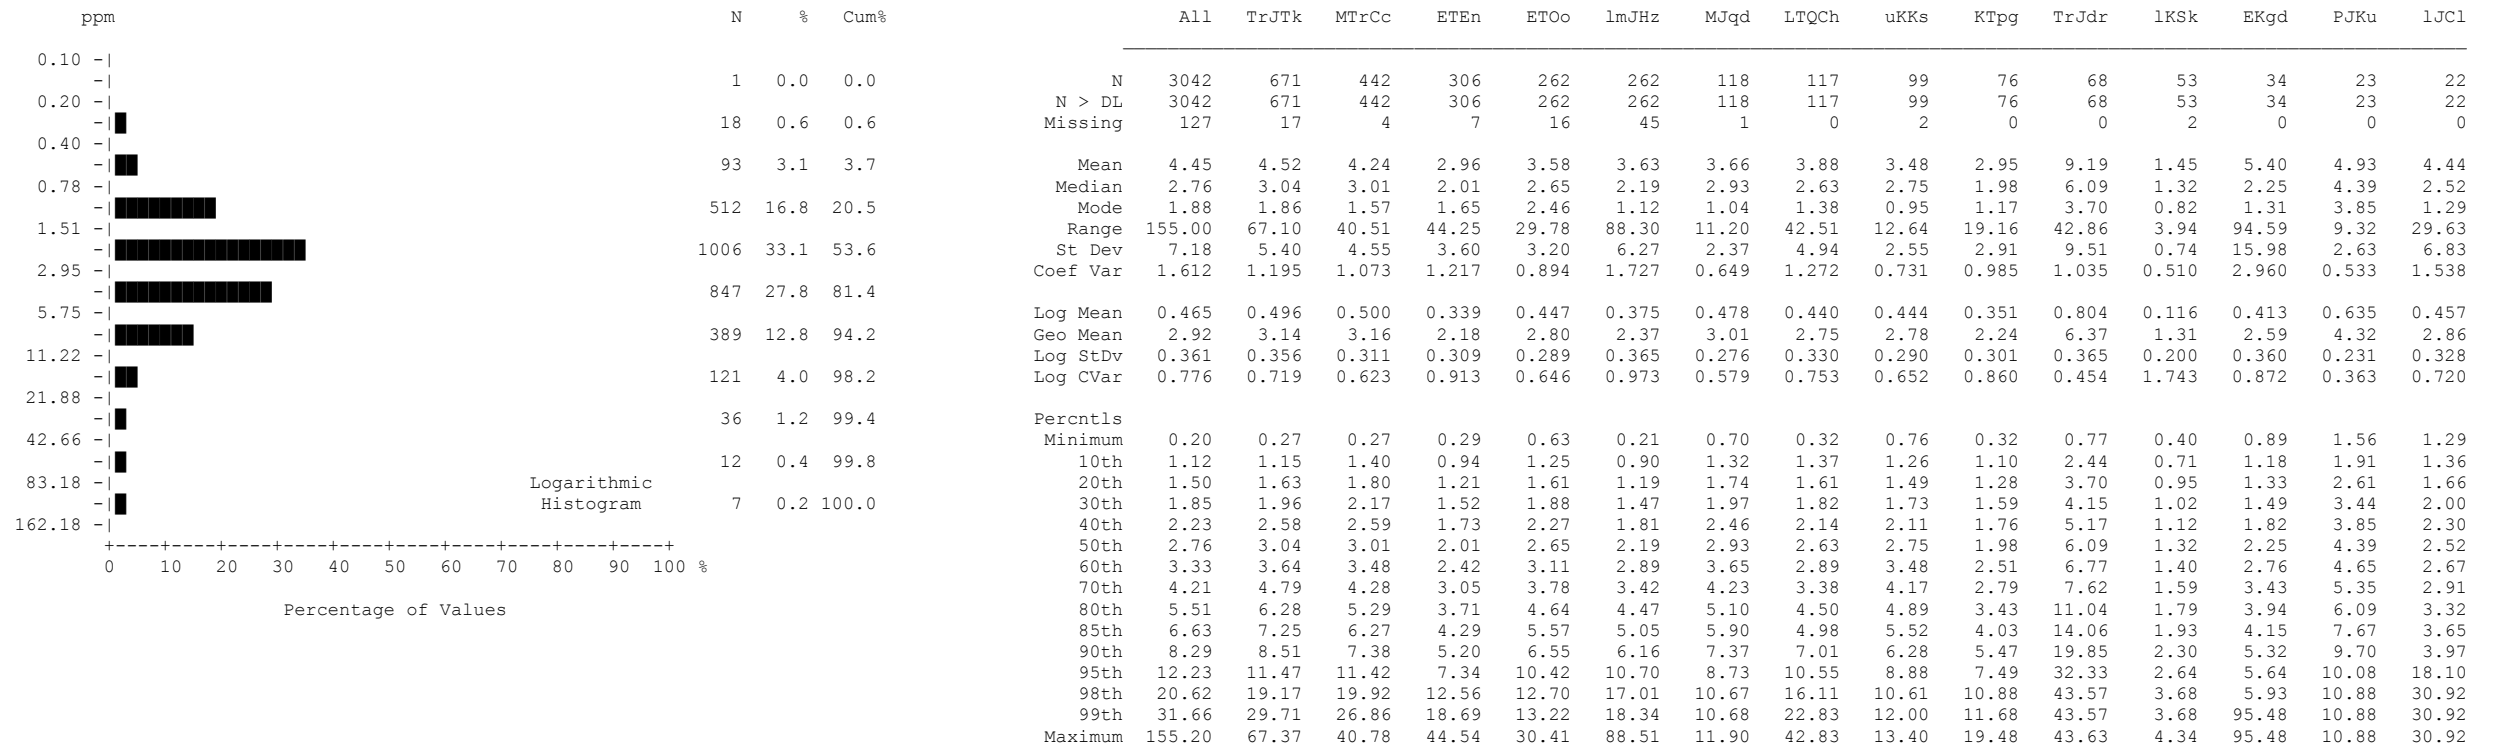 ppm N % Cum% All TrJTk MTrCc ETEn ETOo lmJHz MJqd LTQCh uKKs KTpg TrJdr lKSk EKgd PJKu lJCl
0.10 -|
-| 1 0.0 0.0 N 3042 671 442 306 262 262 118 117 99 76 68 53 34 23 22
0.20 -| N > DL 3042 671 442 306 262 262 118 117 99 76 68 53 34 23 22
-| 18 0.6 0.6 Missing 127 17 4 7 16 45 1 0 2 0 0 2 0 0 0
0.40 -|
-| 93 3.1 3.7 Mean 4.45 4.52 4.24 2.96 3.58 3.63 3.66 3.88 3.48 2.95 9.19 1.45 5.40 4.93 4.44
0.78 -| Median 2.76 3.04 3.01 2.01 2.65 2.19 2.93 2.63 2.75 1.98 6.09 1.32 2.25 4.39 2.52
-| 512 16.8 20.5 Mode 1.88 1.86 1.57 1.65 2.46 1.12 1.04 1.38 0.95 1.17 3.70 0.82 1.31 3.85 1.29
1.51 -| Range 155.00 67.10 40.51 44.25 29.78 88.30 11.20 42.51 12.64 19.16 42.86 3.94 94.59 9.32 29.63
-| 1006 33.1 53.6 St Dev 7.18 5.40 4.55 3.60 3.20 6.27 2.37 4.94 2.55 2.91 9.51 0.74 15.98 2.63 6.83
2.95 -| Coef Var 1.612 1.195 1.073 1.217 0.894 1.727 0.649 1.272 0.731 0.985 1.035 0.510 2.960 0.533 1.538
-| 847 27.8 81.4
5.75 -| Log Mean 0.465 0.496 0.500 0.339 0.447 0.375 0.478 0.440 0.444 0.351 0.804 0.116 0.413 0.635 0.457
-| 389 12.8 94.2 Geo Mean 2.92 3.14 3.16 2.18 2.80 2.37 3.01 2.75 2.78 2.24 6.37 1.31 2.59 4.32 2.86
11.22 -| Log StDv 0.361 0.356 0.311 0.309 0.289 0.365 0.276 0.330 0.290 0.301 0.365 0.200 0.360 0.231 0.328
-| 121 4.0 98.2 Log CVar 0.776 0.719 0.623 0.913 0.646 0.973 0.579 0.753 0.652 0.860 0.454 1.743 0.872 0.363 0.720
21.88 -|
-| 36 1.2 99.4 Percntls
42.66 -| Minimum 0.20 0.27 0.27 0.29 0.63 0.21 0.70 0.32 0.76 0.32 0.77 0.40 0.89 1.56 1.29
-| 12 0.4 99.8 10th 1.12 1.15 1.40 0.94 1.25 0.90 1.32 1.37 1.26 1.10 2.44 0.71 1.18 1.91 1.36
83.18 -| Logarithmic 20th 1.50 1.63 1.80 1.21 1.61 1.19 1.74 1.61 1.49 1.28 3.70 0.95 1.33 2.61 1.66
-| Histogram 7 0.2 100.0 30th 1.85 1.96 2.17 1.52 1.88 1.47 1.97 1.82 1.73 1.59 4.15 1.02 1.49 3.44 2.00
162.18 -| 40th 2.23 2.58 2.59 1.73 2.27 1.81 2.46 2.14 2.11 1.76 5.17 1.12 1.82 3.85 2.30
+----+----+----+----+----+----+----+----+----+----+ 50th 2.76 3.04 3.01 2.01 2.65 2.19 2.93 2.63 2.75 1.98 6.09 1.32 2.25 4.39 2.52
0 10 20 30 40 50 60 70 80 90 100 % 60th 3.33 3.64 3.48 2.42 3.11 2.89 3.65 2.89 3.48 2.51 6.77 1.40 2.76 4.65 2.67
70th 4.21 4.79 4.28 3.05 3.78 3.42 4.23 3.38 4.17 2.79 7.62 1.59 3.43 5.35 2.91
Percentage of Values 80th 5.51 6.28 5.29 3.71 4.64 4.47 5.10 4.50 4.89 3.43 11.04 1.79 3.94 6.09 3.32
85th 6.63 7.25 6.27 4.29 5.57 5.05 5.90 4.98 5.52 4.03 14.06 1.93 4.15 7.67 3.65
90th 8.29 8.51 7.38 5.20 6.55 6.16 7.37 7.01 6.28 5.47 19.85 2.30 5.32 9.70 3.97
95th 12.23 11.47 11.42 7.34 10.42 10.70 8.73 10.55 8.88 7.49 32.33 2.64 5.64 10.08 18.10
98th 20.62 19.17 19.92 12.56 12.70 17.01 10.67 16.11 10.61 10.88 43.57 3.68 5.93 10.88 30.92
99th 31.66 29.71 26.86 18.69 13.22 18.34 10.68 22.83 12.00 11.68 43.57 3.68 95.48 10.88 30.92
Maximum 155.20 67.37 40.78 44.54 30.41 88.51 11.90 42.83 13.40 19.48 43.63 4.34 95.48 10.88 30.92